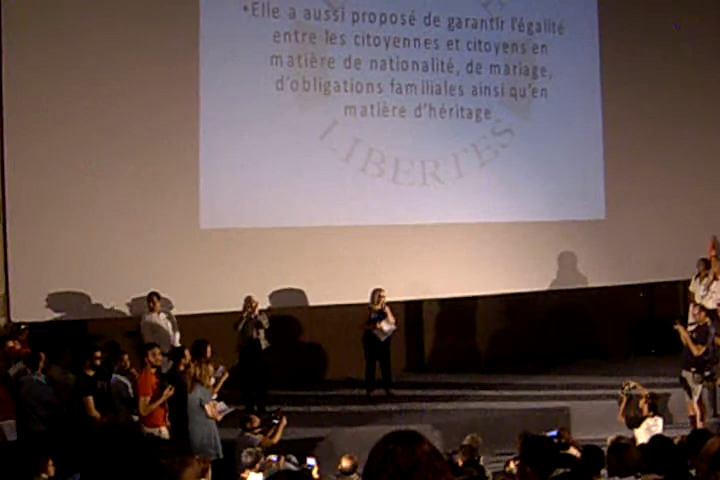 •Elle a aussi proposé de garantir l'égalité
entre les citoyennes et citoyens en
matière de nationalité, de mariage,
d'obligations familiales ainsi qu'en
matière d'héritage
LIBERTÉS